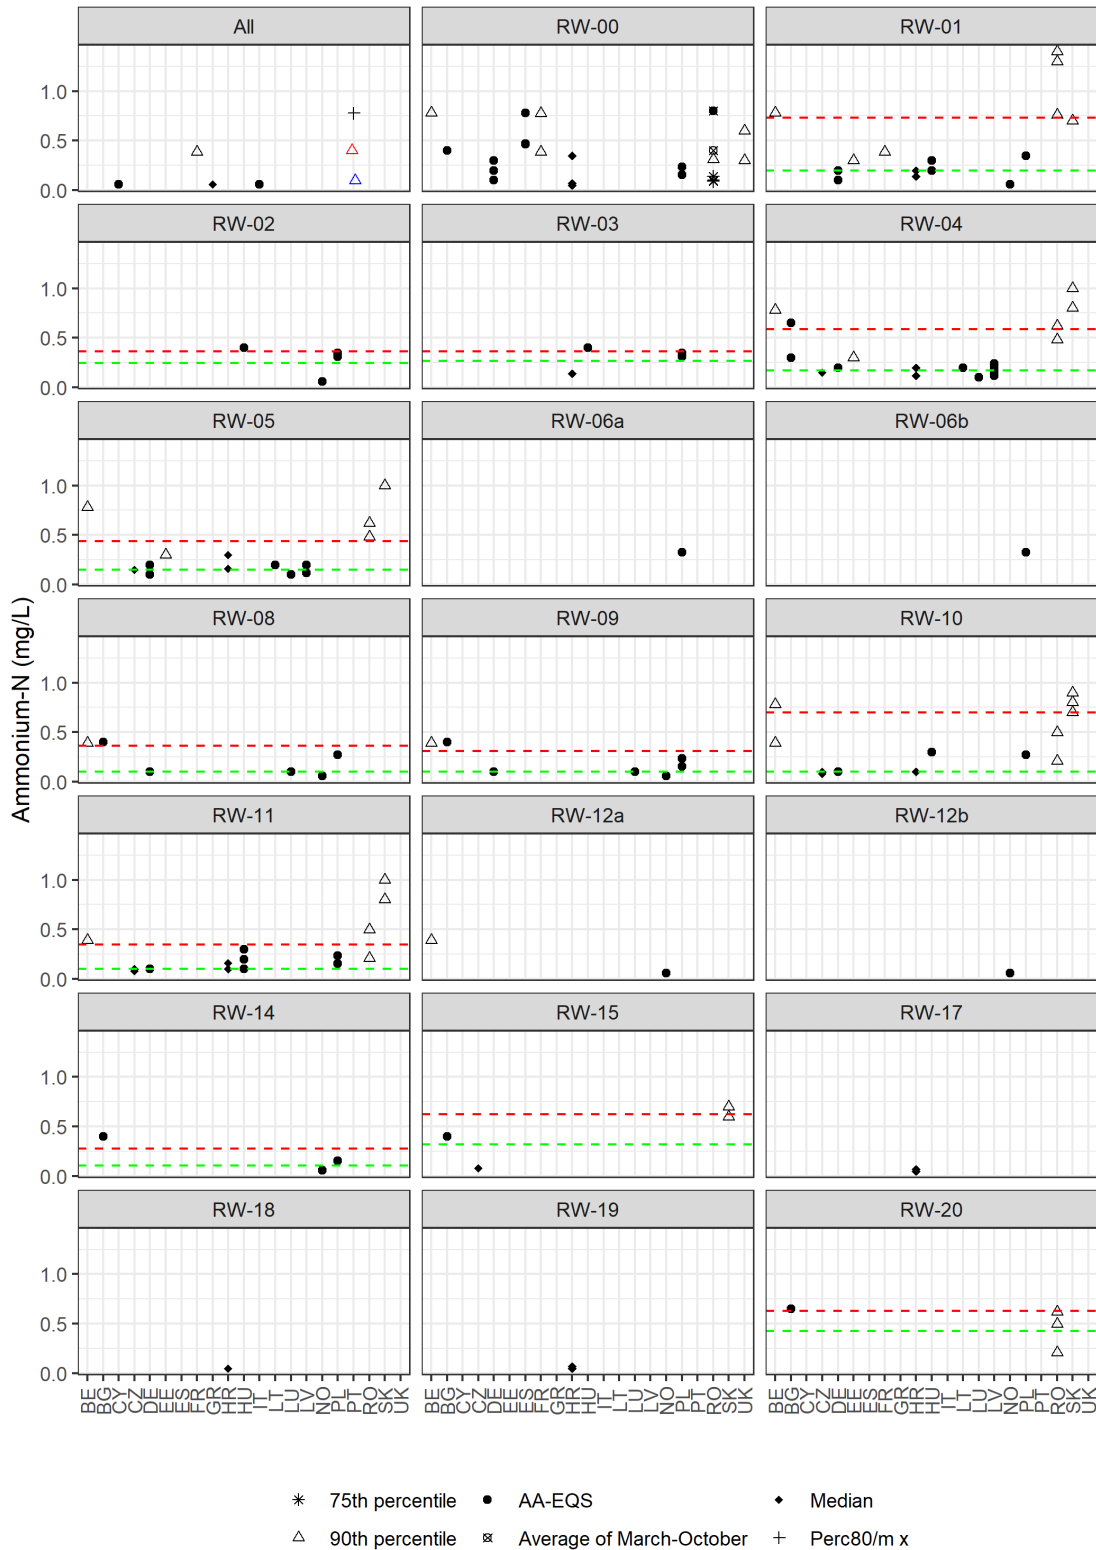 All RW-00 RW-01
1.0
0.5
0.0
RW-02 RW-03 RW-04
1.0
0.5
0.0
RW-05 RW-06a RW-06b
1.0
0.5
0.0
RW-08 RW-09 RW-10
1.0
0.5
0.0
Ammonium-N (mg/L)
RW-11 RW-12a RW-12b
1.0
0.5
0.0
RW-14 RW-15 RW-17
1.0
0.5
0.0
RW-18 RW-19 RW-20
1.0
0.5
0.0
BE BG CY CZ DE EE ES FR GR HR HU IT LT LU LV NO PL PT RO SK UK BE BG CY CZ DE EE ES FR GR HR HU IT LT LU LV NO PL PT RO SK UK BE BG CY CZ DE EE ES FR GR HR HU IT LT LU LV NO PL PT RO SK UK
75th percentile AA-EQS Median
90th percentile Average of March-October Perc80/m x